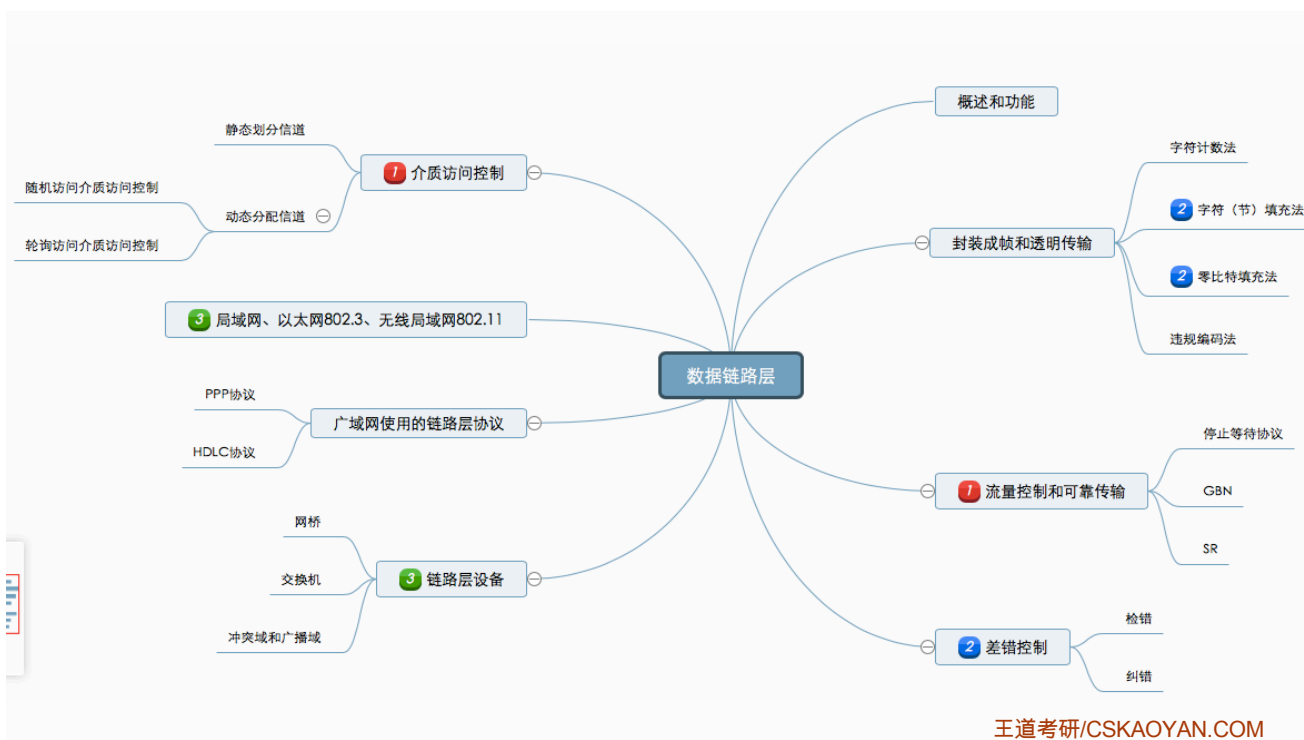 概述和功能
静态划分信道
字符计数法
1 介质访问控制
随机访问介质访问控制
2 字符（节）填充法
动态分配信道
封装成帧和透明传输
轮询访问介质访问控制
2 零比特填充法
3 局域网、以太网802.3、无线局域网802.11
违规编码法
数据链路层
PPP协议
广域网使用的链路层协议
停止等待协议
HDLC协议
1 流量控制和可靠传输
GBN
网桥
SR
交换机
3 链路层设备
检错
冲突域和广播域
2 差错控制
纠错
王道考研/CSKAOYAN.COM